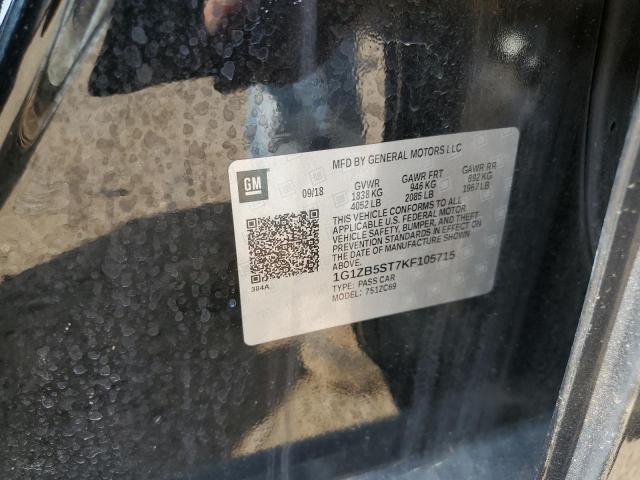 MFD BY GENERAL MOTORS LLC
GM
09/18
GVWR GAWR FRT GAWR RR
1838 KG 946 KG 892 KG
4052 LB 2085 LB 1967 LB
THIS VEHICLE CONFORMS TO ALL
APPLICABLE U.S. FEDERAL MOTOR
VEHICLE SAFETY, BUMPER, AND THEFT
PREVENTION STANDARDS IN EFFECT ON
THE DATE OF MANUFACTURE SHOWN
ABOVE.
1G1ZB5ST7KF105715
384A
TYPE: PASS CAR
MODEL: 751ZC69